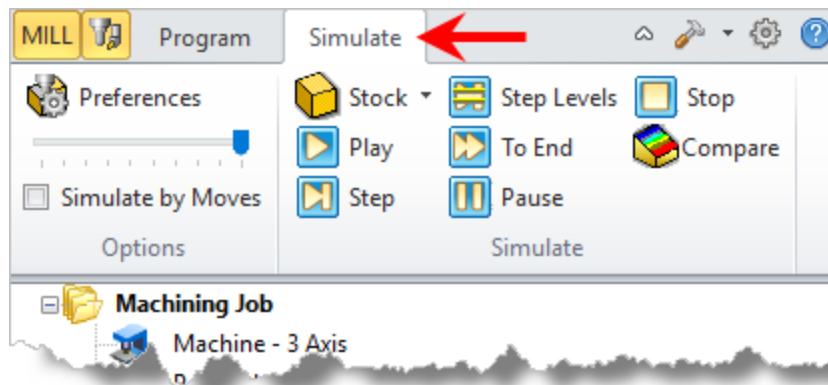 MILL Program Simulate
Preferences Stock Step Levels Stop
Play To End Compare
Simulate by Moves Step Pause
Options Simulate
Machining Job
Machine - 3 Axis